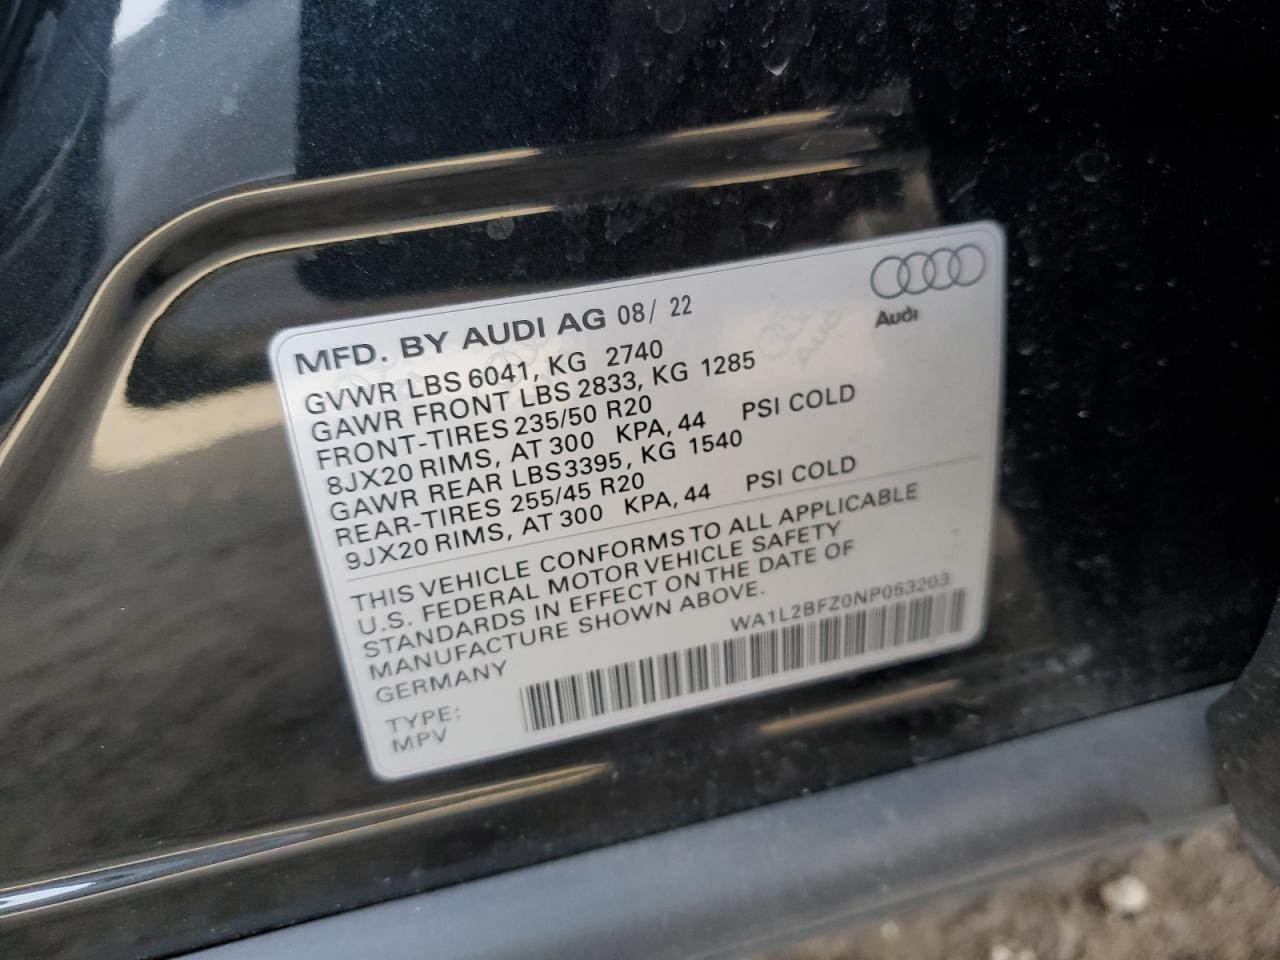 MFD. BY AUDI AG 08/ 22
Audi
GVWR LBS 6041, KG 2740
GAWR FRONT LBS 2833, KG 1285
FRONT-TIRES 235/50 R20
8JX20 RIMS, AT 300 KPA, 44 PSI COLD
GAWR REAR LBS3395, KG 1540
REAR-TIRES 255/45 R20
9JX20 RIMS, AT 300 KPA, 44 PSI COLD
THIS VEHICLE CONFORMS TO ALL APPLICABLE
U.S. FEDERAL MOTOR VEHICLE SAFETY
STANDARDS IN EFFECT ON THE DATE OF
MANUFACTURE SHOWN ABOVE.
GERMANY
WA1L2BFZ0NP053203
TYPE:
MPV